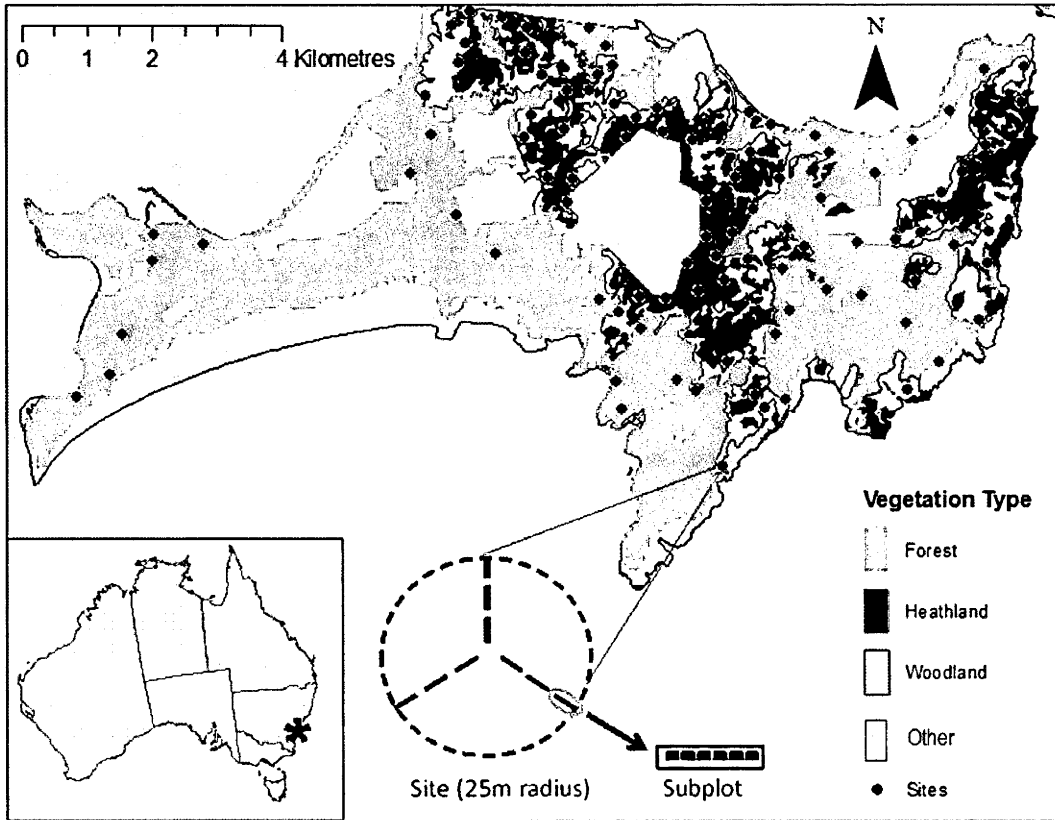 0 1 2 4 Kilometres
N
Vegetation Type
Forest
Heathland
Woodland
Other
Sites
Site (25m radius)
Subplot